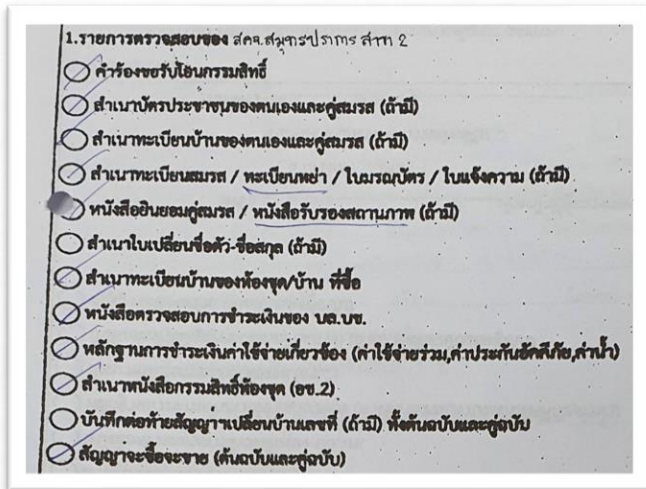 1.รายการตรวจสอบของ สคจ.สมุทรปราการ สาขา 2
คำร้องขอรับโอนกรรมสิทธิ์
สำเนาบัตรประชาชนของตนเองและคู่สมรส (ถ้ามี)
สำเนาทะเบียนบ้านของตนเองและคู่สมรส (ถ้ามี)
สำเนาทะเบียนสมรส / ทะเบียนหย่า / ใบมรณบัตร / ใบแจ้งความ (ถ้ามี)
หนังสือยินยอมคู่สมรส / หนังสือรับรองสถานภาพ (ถ้ามี)
สำเนาใบเปลี่ยนชื่อตัว-ชื่อสกุล (ถ้ามี)
สำเนาทะเบียนบ้านของห้องชุด/บ้าน ที่ซื้อ
หนังสือตรวจสอบการชำระเงินของ บล.บช.
หลักฐานการชำระเงินค่าใช้จ่ายเกี่ยวข้อง (ค่าใช้จ่ายร่วม,ค่าประกันอัคคีภัย,ค่าน้ำ)
สำเนาหนังสือกรรมสิทธิ์ห้องชุด (อช.2)
บันทึกต่อท้ายสัญญาฯเปลี่ยนบ้านเลขที่ (ถ้ามี) ทั้งต้นฉบับและคู่ฉบับ
สัญญาจะซื้อจะขาย (ต้นฉบับและคู่ฉบับ)